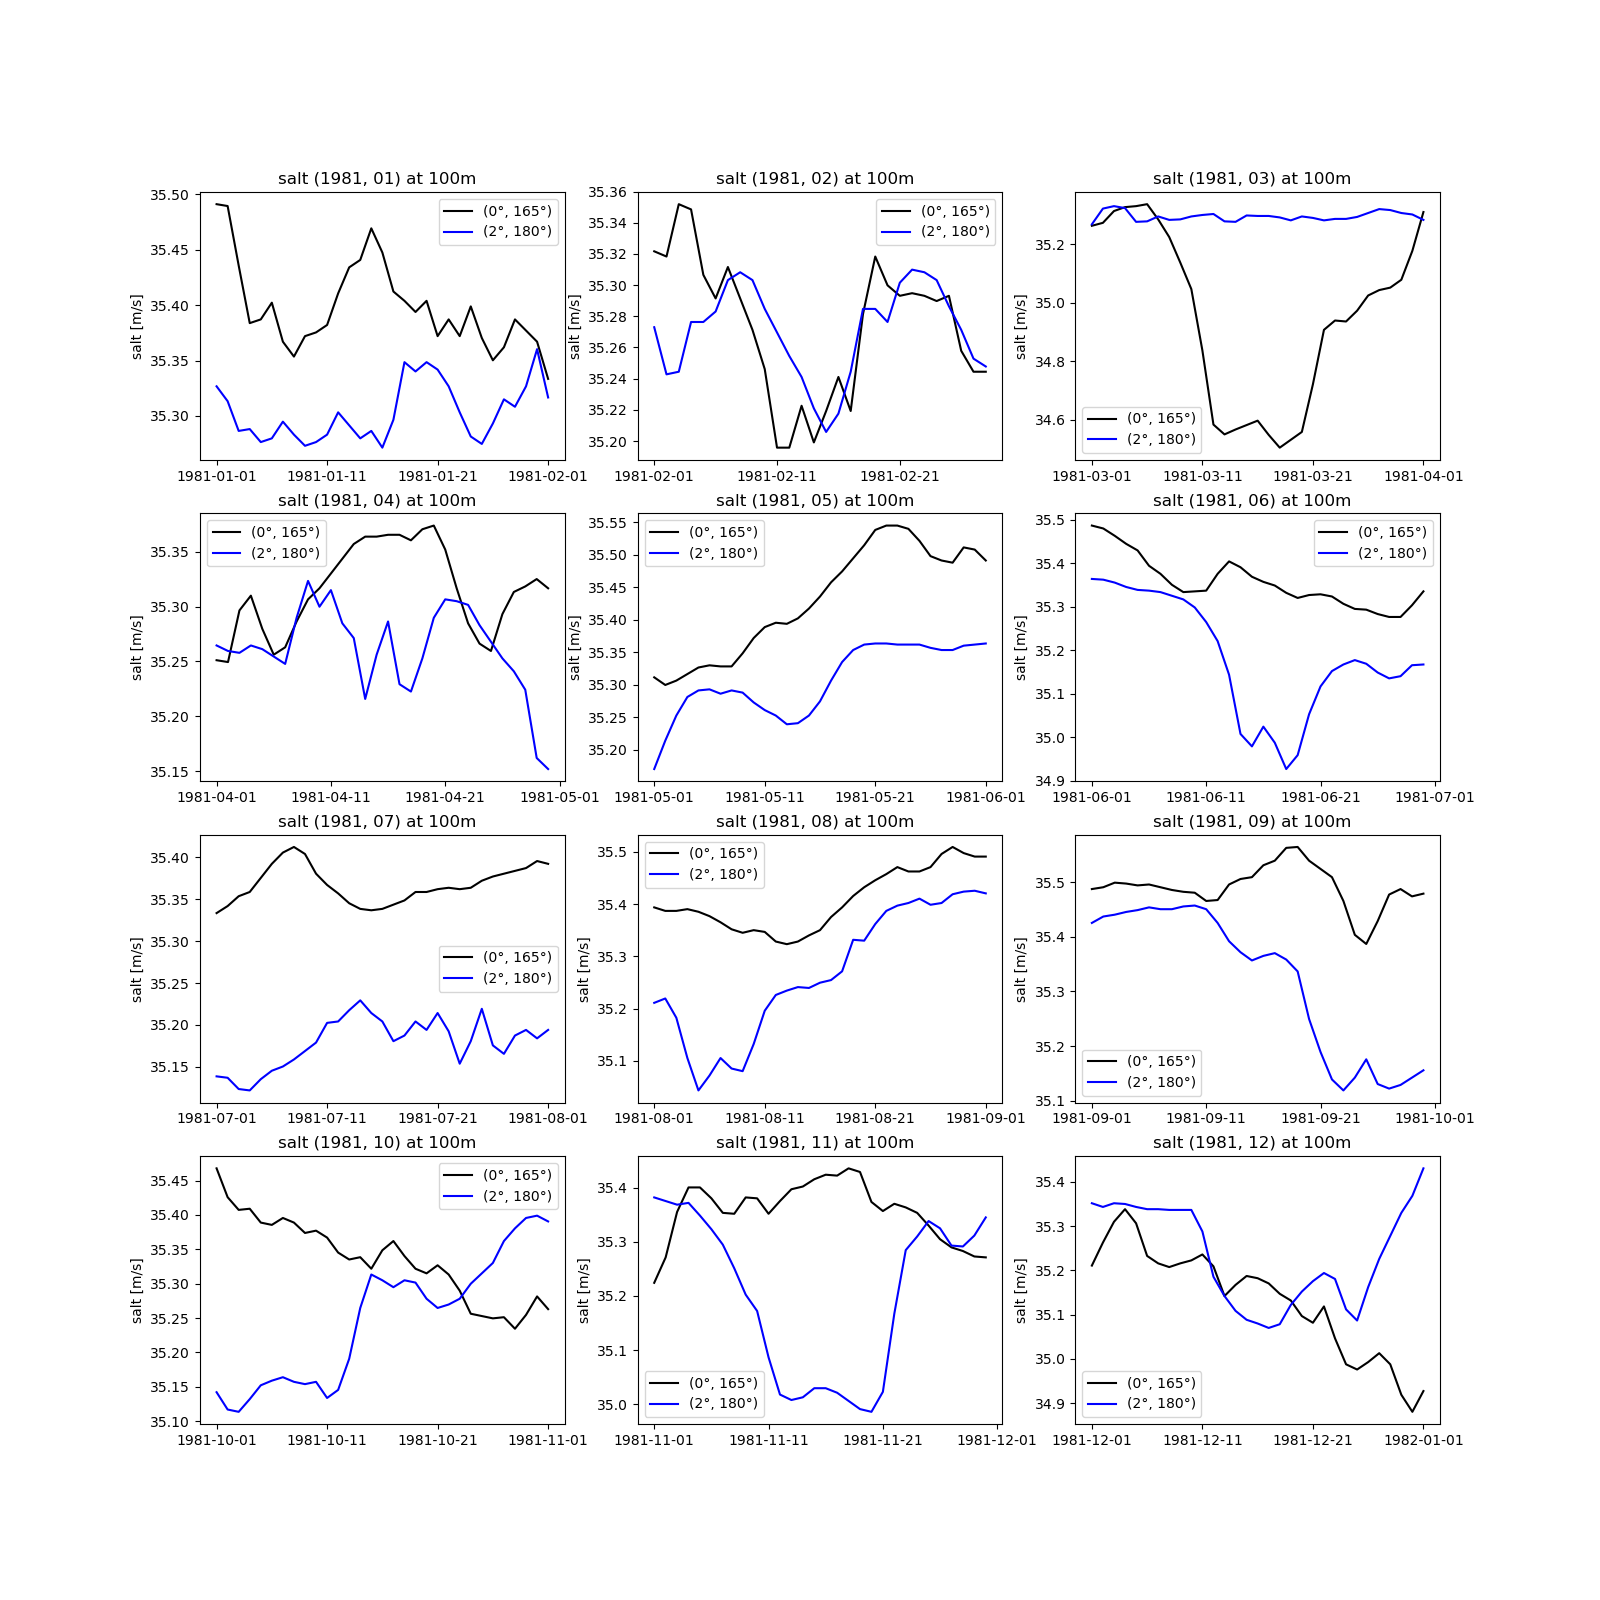 salt (1981, 01) at 100m
salt [m/s]
35.50
35.45
35.40
35.35
35.30
(0°, 165°)
(2°, 180°)
1981-01-01 1981-01-11 1981-01-21 1981-02-01
salt (1981, 02) at 100m
salt [m/s]
35.36
35.34
35.32
35.30
35.28
35.26
35.24
35.22
35.20
(0°, 165°)
(2°, 180°)
1981-02-01 1981-02-11 1981-02-21
salt (1981, 03) at 100m
salt [m/s]
35.2
35.0
34.8
34.6
(0°, 165°)
(2°, 180°)
1981-03-01 1981-03-11 1981-03-21 1981-04-01
salt (1981, 04) at 100m
salt [m/s]
35.35
35.30
35.25
35.20
35.15
(0°, 165°)
(2°, 180°)
1981-04-01 1981-04-11 1981-04-21 1981-05-01
salt (1981, 05) at 100m
salt [m/s]
35.55
35.50
35.45
35.40
35.35
35.30
35.25
35.20
(0°, 165°)
(2°, 180°)
1981-05-01 1981-05-11 1981-05-21 1981-06-01
salt (1981, 06) at 100m
salt [m/s]
35.5
35.4
35.3
35.2
35.1
35.0
34.9
(0°, 165°)
(2°, 180°)
1981-06-01 1981-06-11 1981-06-21 1981-07-01
salt (1981, 07) at 100m
salt [m/s]
35.40
35.35
35.30
35.25
35.20
35.15
(0°, 165°)
(2°, 180°)
1981-07-01 1981-07-11 1981-07-21 1981-08-01
salt (1981, 08) at 100m
salt [m/s]
35.5
35.4
35.3
35.2
35.1
(0°, 165°)
(2°, 180°)
1981-08-01 1981-08-11 1981-08-21 1981-09-01
salt (1981, 09) at 100m
salt [m/s]
35.5
35.4
35.3
35.2
35.1
(0°, 165°)
(2°, 180°)
1981-09-01 1981-09-11 1981-09-21 1981-10-01
salt (1981, 10) at 100m
salt [m/s]
35.45
35.40
35.35
35.30
35.25
35.20
35.15
35.10
(0°, 165°)
(2°, 180°)
1981-10-01 1981-10-11 1981-10-21 1981-11-01
salt (1981, 11) at 100m
salt [m/s]
35.4
35.3
35.2
35.1
35.0
(0°, 165°)
(2°, 180°)
1981-11-01 1981-11-11 1981-11-21 1981-12-01
salt (1981, 12) at 100m
salt [m/s]
35.4
35.3
35.2
35.1
35.0
34.9
(0°, 165°)
(2°, 180°)
1981-12-01 1981-12-11 1981-12-21 1982-01-01